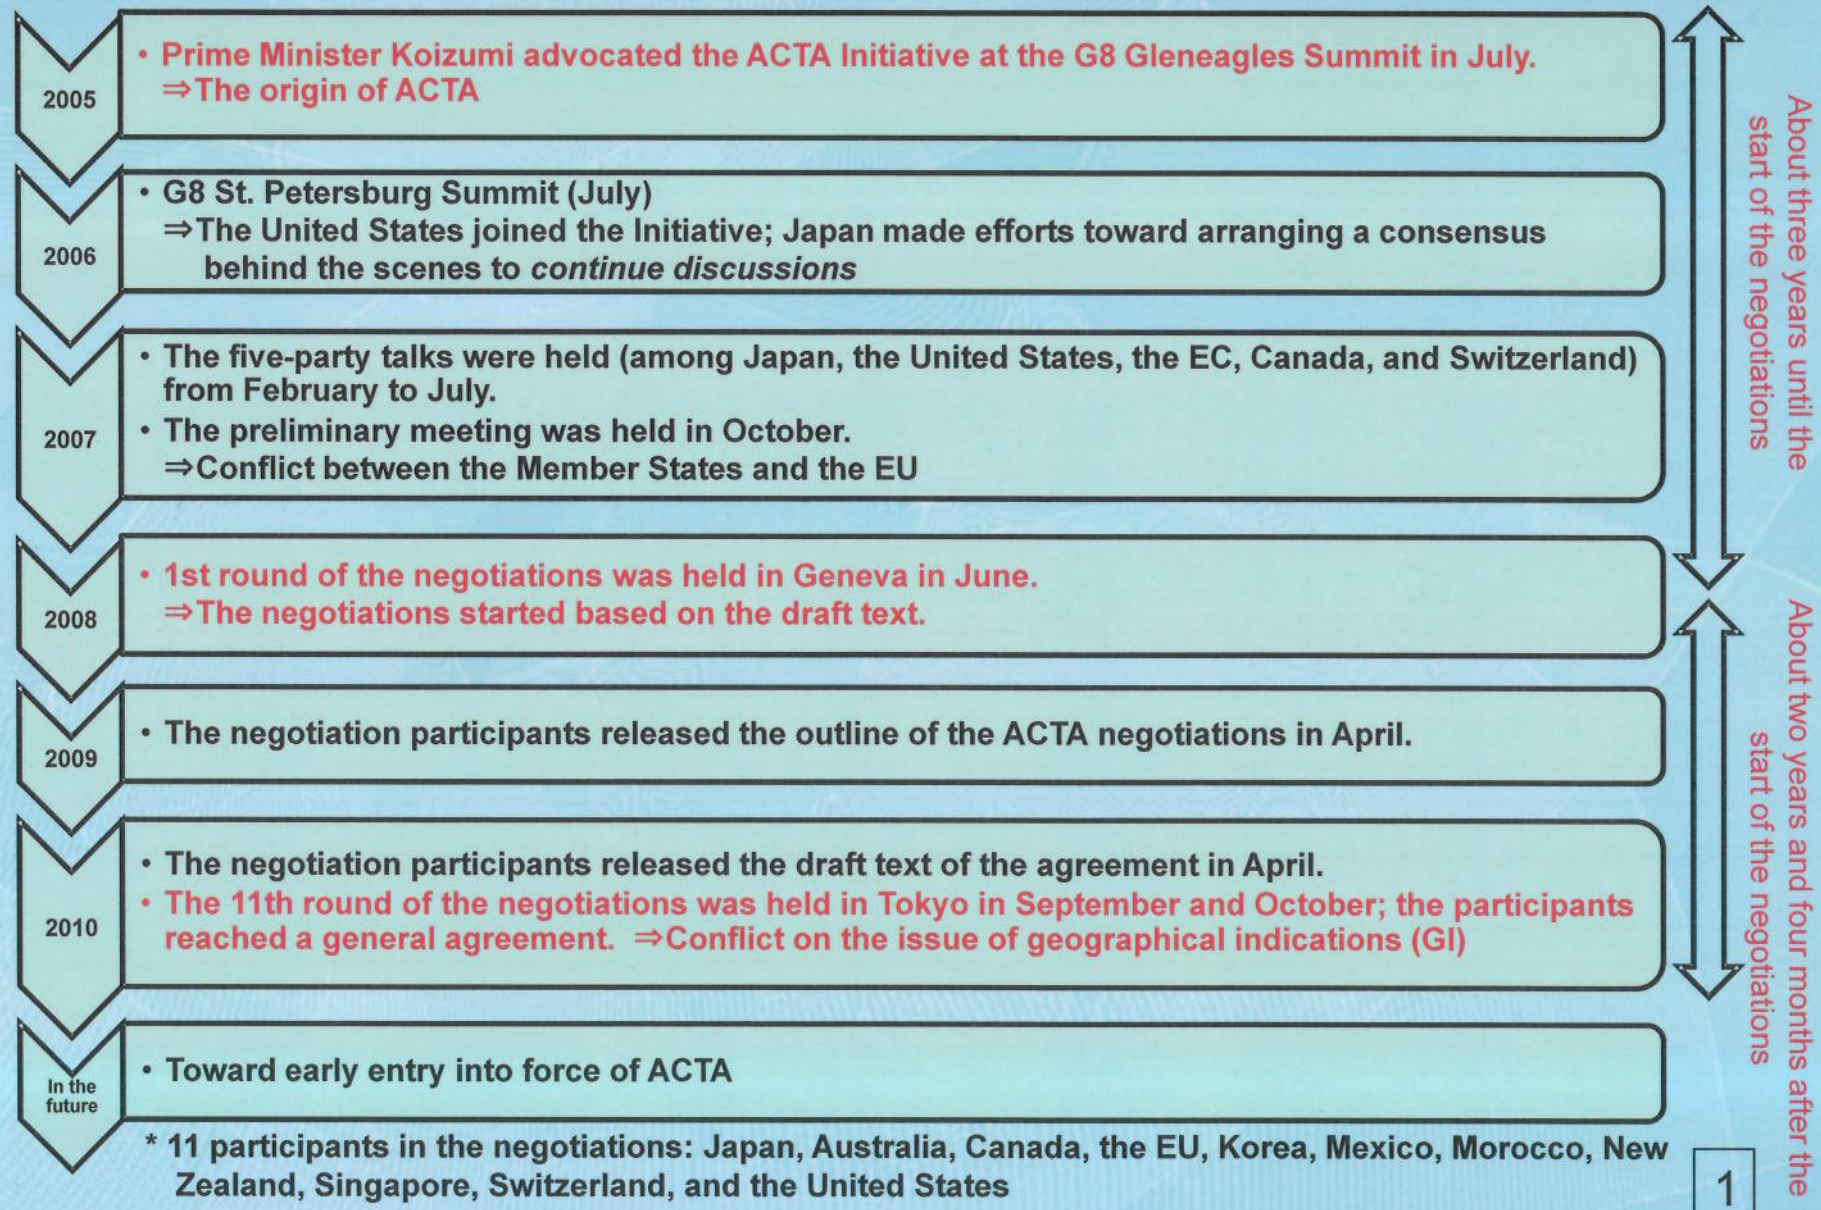 2005
• Prime Minister Koizumi advocated the ACTA Initiative at the G8 Gleneagles Summit in July.
⇒The origin of ACTA
2006
• G8 St. Petersburg Summit (July)
⇒The United States joined the Initiative; Japan made efforts toward arranging a consensus
behind the scenes to continue discussions
2007
• The five-party talks were held (among Japan, the United States, the EC, Canada, and Switzerland)
from February to July.
• The preliminary meeting was held in October.
⇒Conflict between the Member States and the EU
2008
• 1st round of the negotiations was held in Geneva in June.
⇒The negotiations started based on the draft text.
2009
• The negotiation participants released the outline of the ACTA negotiations in April.
2010
• The negotiation participants released the draft text of the agreement in April.
• The 11th round of the negotiations was held in Tokyo in September and October; the participants
reached a general agreement. ⇒Conflict on the issue of geographical indications (GI)
In the
future
• Toward early entry into force of ACTA
* 11 participants in the negotiations: Japan, Australia, Canada, the EU, Korea, Mexico, Morocco, New
Zealand, Singapore, Switzerland, and the United States
About three years until the
start of the negotiations
About two years and four months after the
start of the negotiations
1